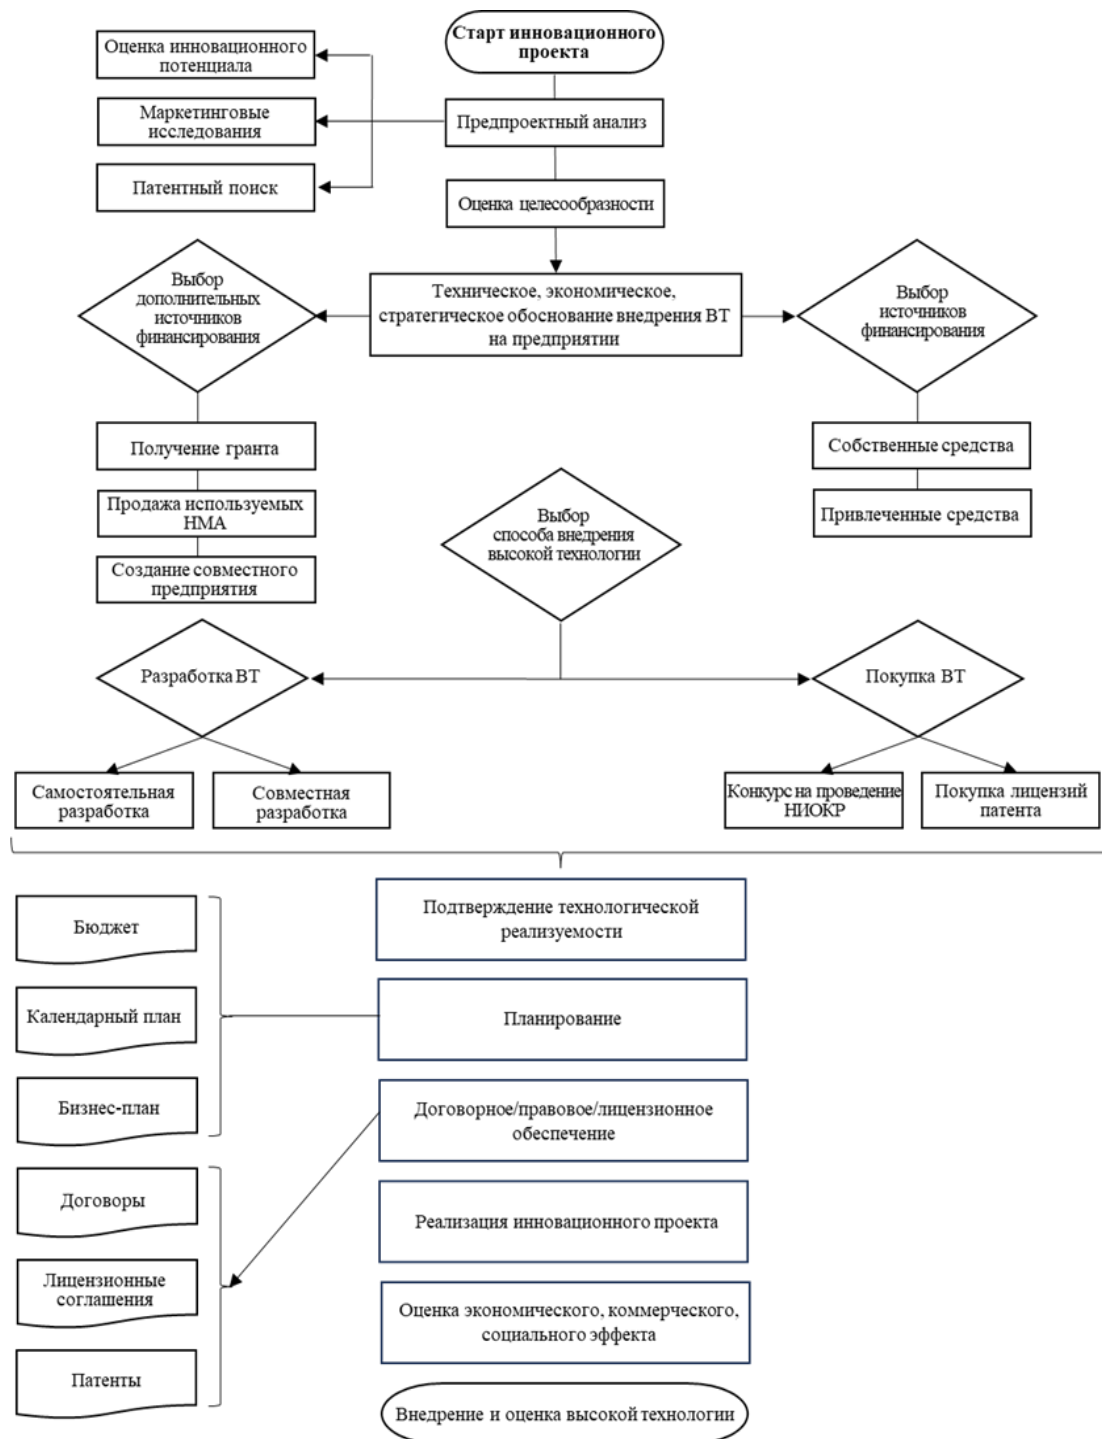 Старт инновационного
проекта
Оценка инновационного
потенциала
Маркетинговые
исследования
Предпроектный анализ
Патентный поиск
Оценка целесообразности
Выбор
дополнительных
источников
финансирования
Техническое, экономическое,
стратегическое обоснование внедрения ВТ
на предприятии
Выбор
источников
финансирования
Получение гранта
Продажа используемых
НМА
Создание совместного
предприятия
Собственные средства
Привлеченные средства
Выбор
способа внедрения
высокой технологии
Разработка ВТ
Покупка ВТ
Самостоятельная
разработка
Совместная
разработка
Конкурс на проведение
НИОКР
Покупка лицензий
патента
Подтверждение технологической
реализуемости
Бюджет
Календарный план
Планирование
Бизнес-план
Договорное/правовое/лицензионное
обеспечение
Договоры
Реализация инновационного проекта
Лицензионные
соглашения
Оценка экономического, коммерческого,
социального эффекта
Патенты
Внедрение и оценка высокой технологии